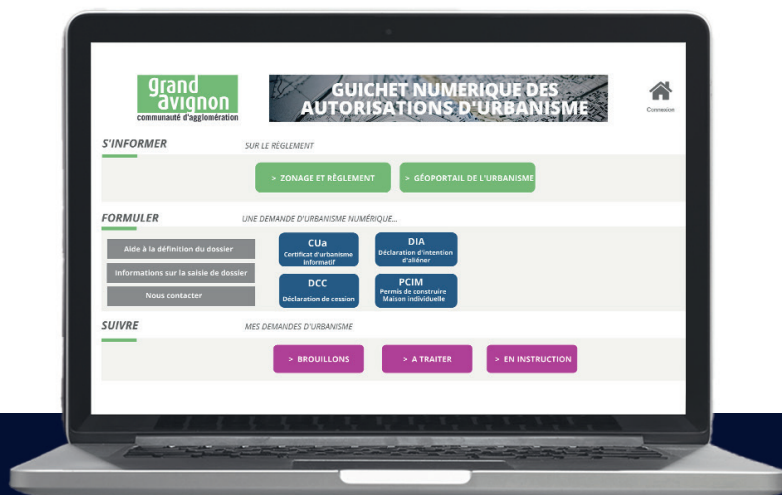 grand
avignon
communauté d'agglomération
GUICHET NUMERIQUE DES
AUTORISATIONS D'URBANISME
Connexion
S'INFORMER
SUR LE RÈGLEMENT
> ZONAGE ET RÈGLEMENT
> GÉOPORTAIL DE L'URBANISME
FORMULER
UNE DEMANDE D'URBANISME NUMÉRIQUE...
Aide à la définition du dossier
Informations sur la saisie de dossier
Nous contacter
CUa
Certificat d'urbanisme
informatif
DIA
Déclaration d'intention
d'aliéner
DCC
Déclaration de cession
PCIM
Permis de construire
Maison individuelle
SUIVRE
MES DEMANDES D'URBANISME
> BROUILLONS
> A TRAITER
> EN INSTRUCTION